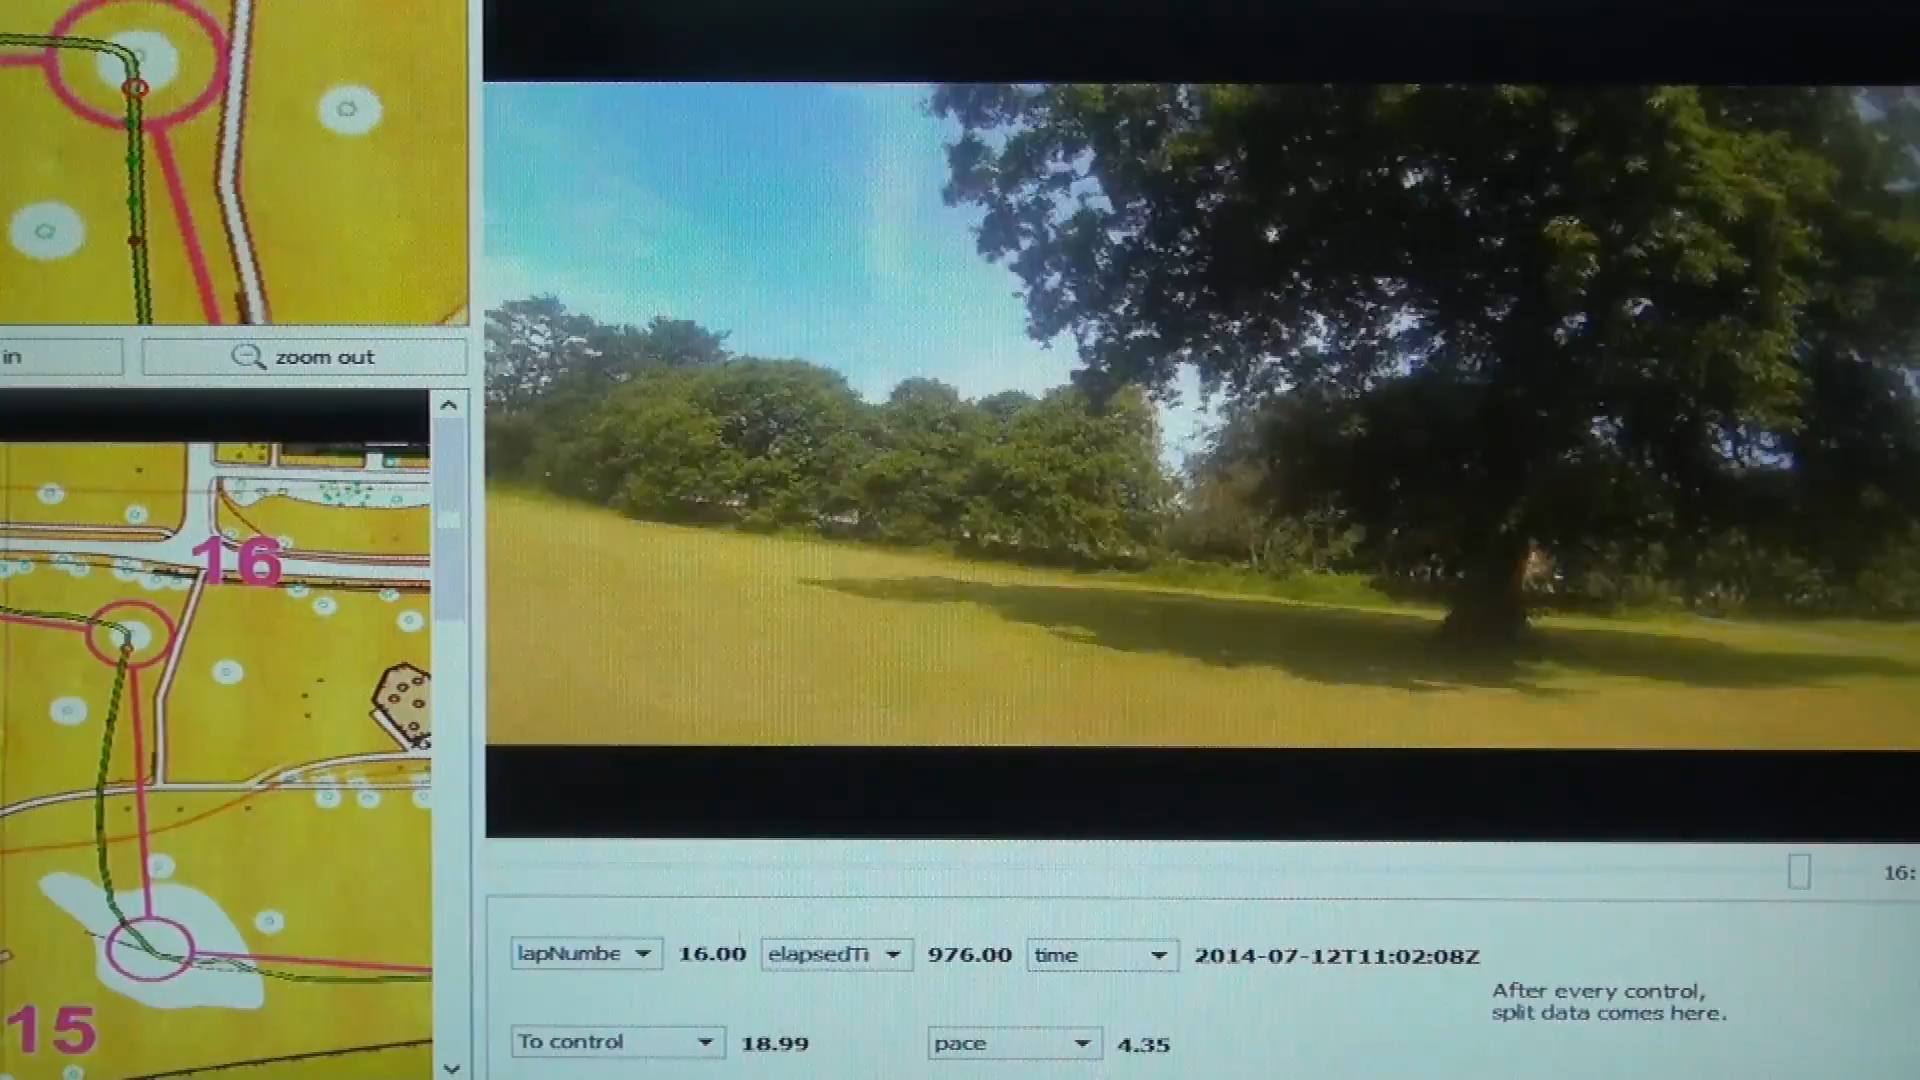 in
zoom out
16
15
16:
lapNumbe 16.00 elapsedTi 976.00 time 2014-07-12T11:02:08Z
After every control,
split data comes here.
To control 18.99 pace 4.35